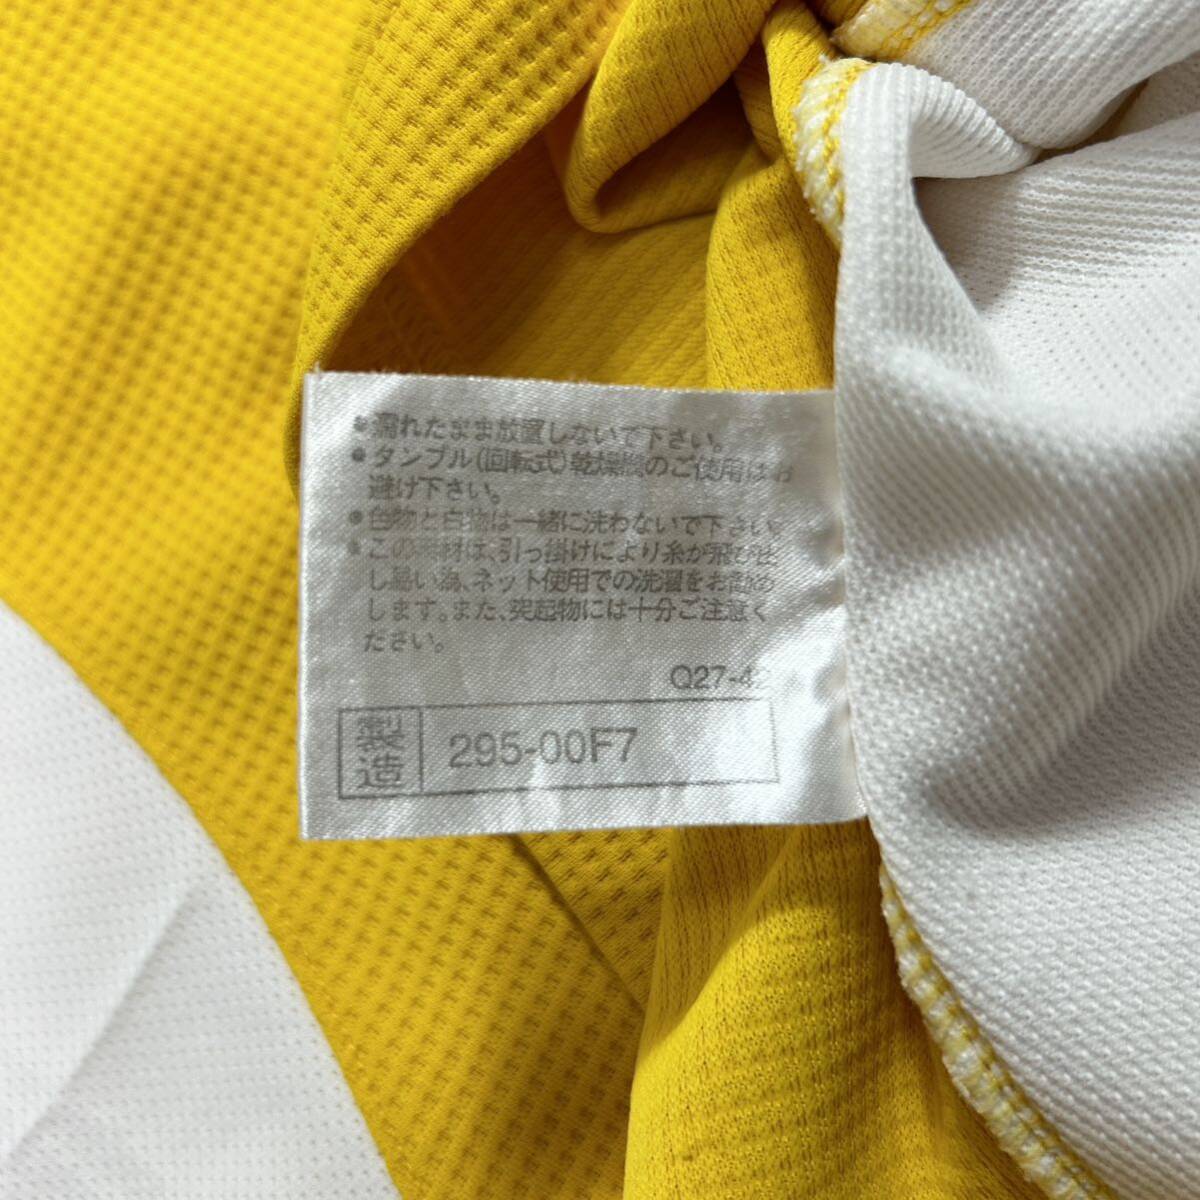 ●濡れたまま放置しないで下さい。
●タンブル(回転式)乾燥機のご使用はお
避け下さい。
●色物と白物は一緒に洗わないで下さい。
●この素材は、引っ掛けにより糸が飛び出
し易い為、ネット使用での洗濯をお勧め
します。また、突起物には十分ご注意く
ださい。
製造 295-00F7